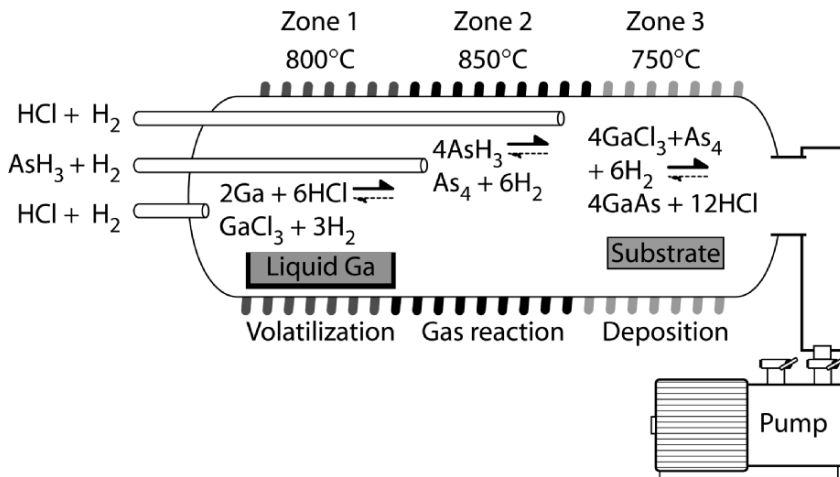 Zone 1 Zone 2 Zone 3
800°C 850°C 750°C
HCl + H₂
AsH₃ + H₂
HCl + H₂
2Ga + 6HCl
GaCl₃ + 3H₂
Liquid Ga
4AsH₃
As₄ + 6H₂
4GaCl₃+As₄
+ 6H₂
4GaAs + 12HCl
Substrate
Volatilization Gas reaction Deposition
Pump